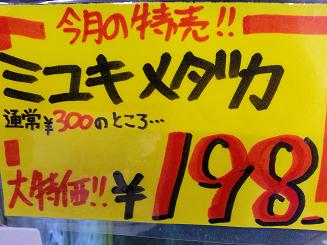 今月の特売!!
ミユキメダカ
通常¥300のところ…
大特価!! ¥198